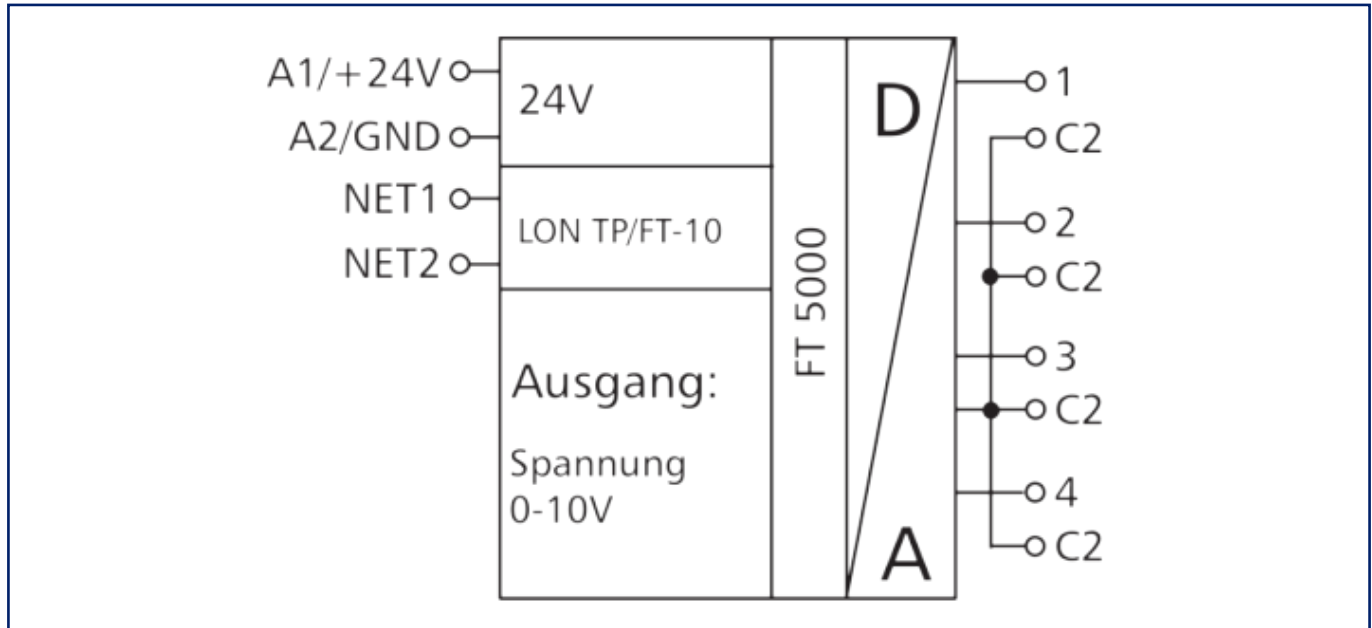 A1/+24V
A2/GND
NET1
NET2
24V
LON TP/FT-10
Ausgang:
Spannung
0-10V
FT 5000
D
A
1
C2
2
C2
3
C2
4
C2